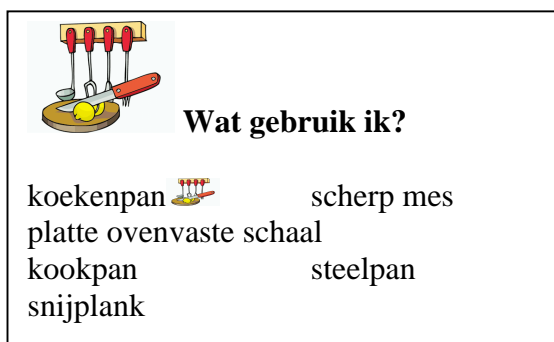 Wat gebruik ik?
koekenpan scherp mes
platte ovenvaste schaal
kookpan steelpan
snijplank